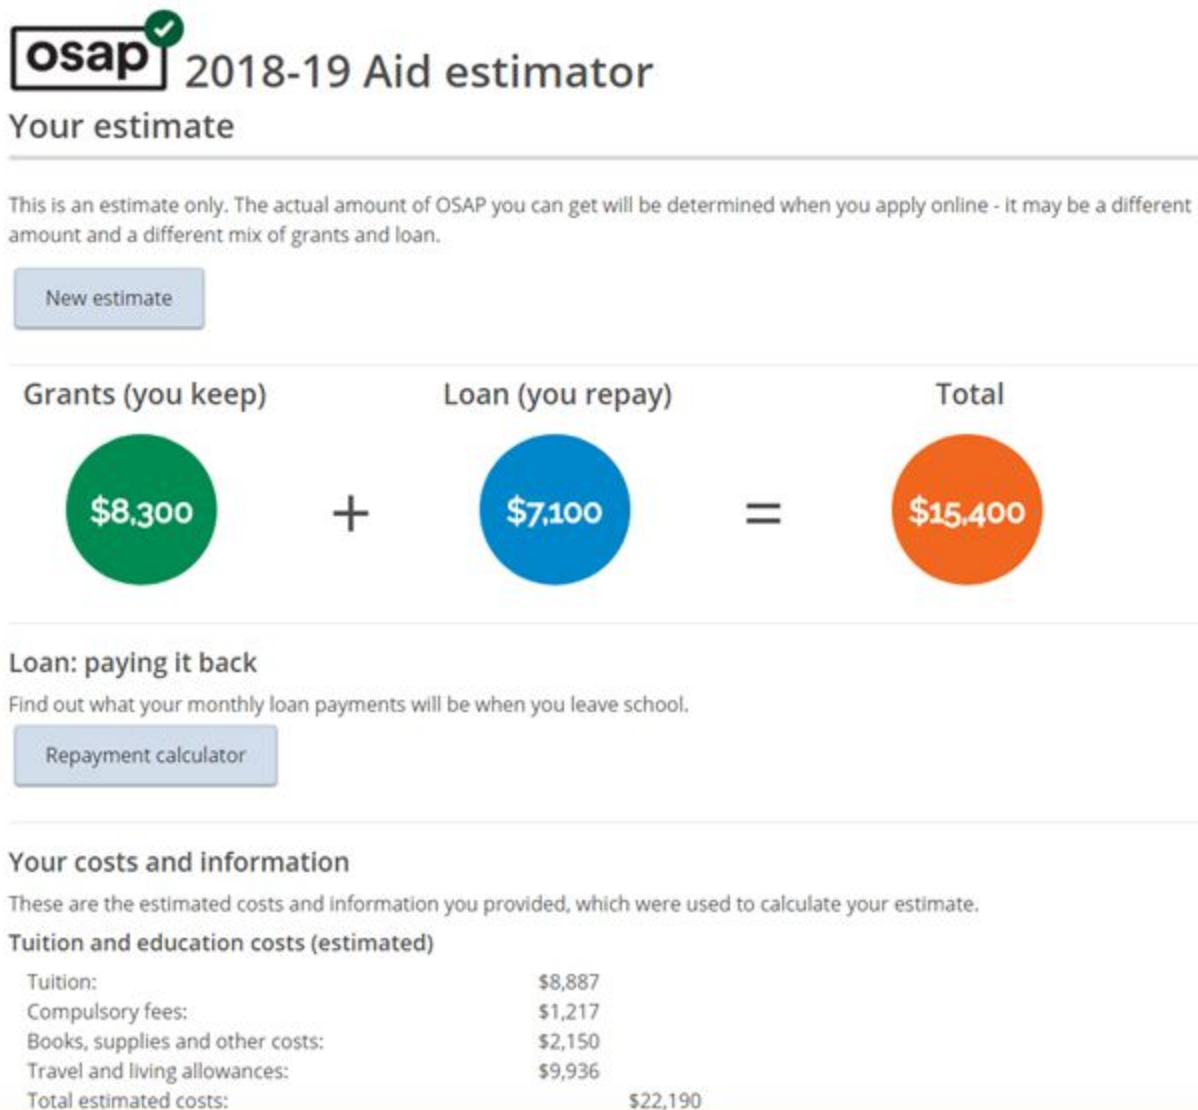 osap 2018-19 Aid estimator
Your estimate
This is an estimate only. The actual amount of OSAP you can get will be determined when you apply online - it may be a different
amount and a different mix of grants and loan.
New estimate
Grants (you keep) Loan (you repay) Total
$8,300 + $7,100 = $15,400
Loan: paying it back
Find out what your monthly loan payments will be when you leave school.
Repayment calculator
Your costs and information
These are the estimated costs and information you provided, which were used to calculate your estimate.
Tuition and education costs (estimated)
Tuition: $8,887
Compulsory fees: $1,217
Books, supplies and other costs: $2,150
Travel and living allowances: $9,936
Total estimated costs: $22,190